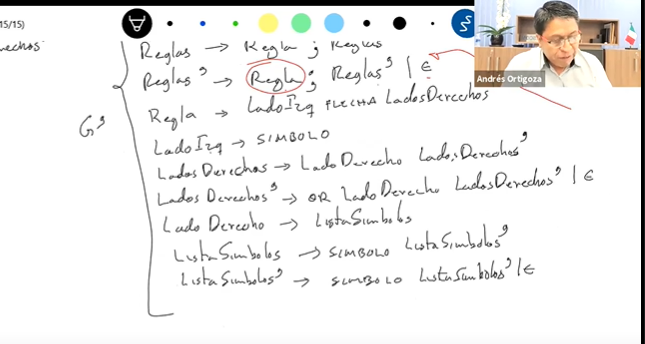 15/15)
echos.
Reglas → Regla ; Reglas
Reglas' → Regla ; Reglas' | ε
Regla → LadoIzq FLECHA LadosDerechos
G'
LadoIzq → SIMBOLO
LadosDerechos → LadoDerecho LadosDerechos'
LadosDerechos' → OR LadoDerecho LadosDerechos' | ε
LadoDerecho → ListaSimbolos
ListaSimbolos → SIMBOLO ListaSimbolos'
ListaSimbolos' → SIMBOLO ListaSimbolos' | ε
Andrés Ortigoza